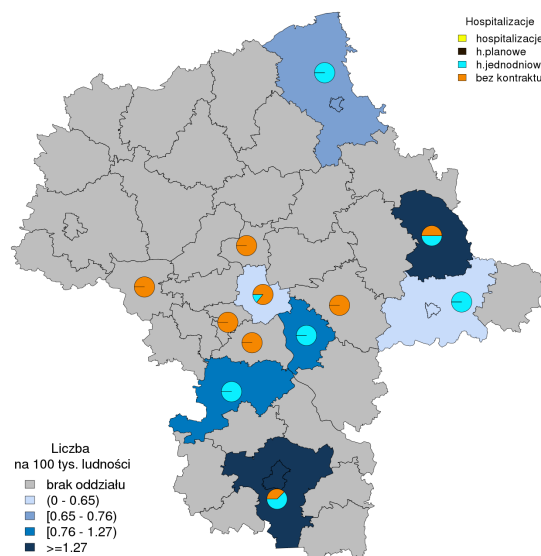 Hospitalizacje
hospitalizacje
h.planowe
h.jednodniowe
bez kontraktu
Liczba
na 100 tys. ludności
brak oddziału
(0 - 0.65)
[0.65 - 0.76)
[0.76 - 1.27)
>=1.27